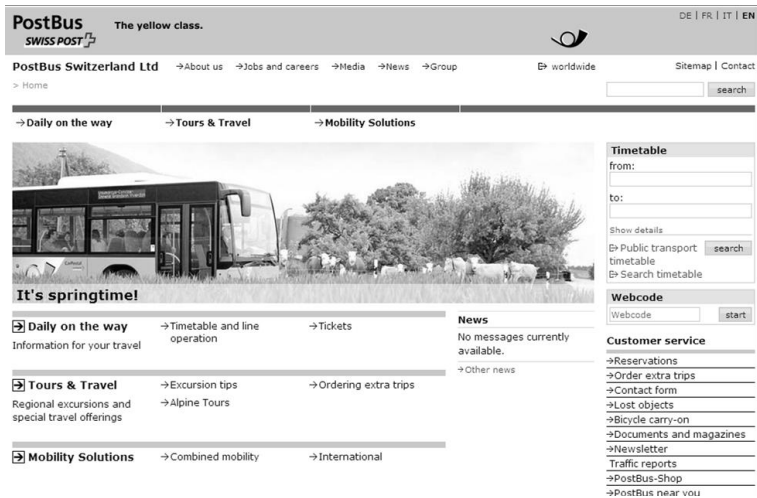 PostBus
SWISS POST
The yellow class.
DE | FR | IT | EN
PostBus Switzerland Ltd →About us →Jobs and careers →Media →News →Group worldwide Sitemap | Contact
> Home
search
→Daily on the way →Tours & Travel →Mobility Solutions
It's springtime!
Timetable
from:
to:
Show details
Public transport timetable
search
Search timetable
Webcode
Webcode start
Daily on the way
Information for your travel
→Timetable and line
operation
→Tickets
News
No messages currently
available.
→Other news
Tours & Travel
Regional excursions and
special travel offerings
→Excursion tips
→Alpine Tours
→Ordering extra trips
Mobility Solutions →Combined mobility →International
Customer service
→Reservations
→Order extra trips
→Contact form
→Lost objects
→Bicycle carry-on
→Documents and magazines
→Newsletter
Traffic reports
→PostBus-Shop
→PostBus near you